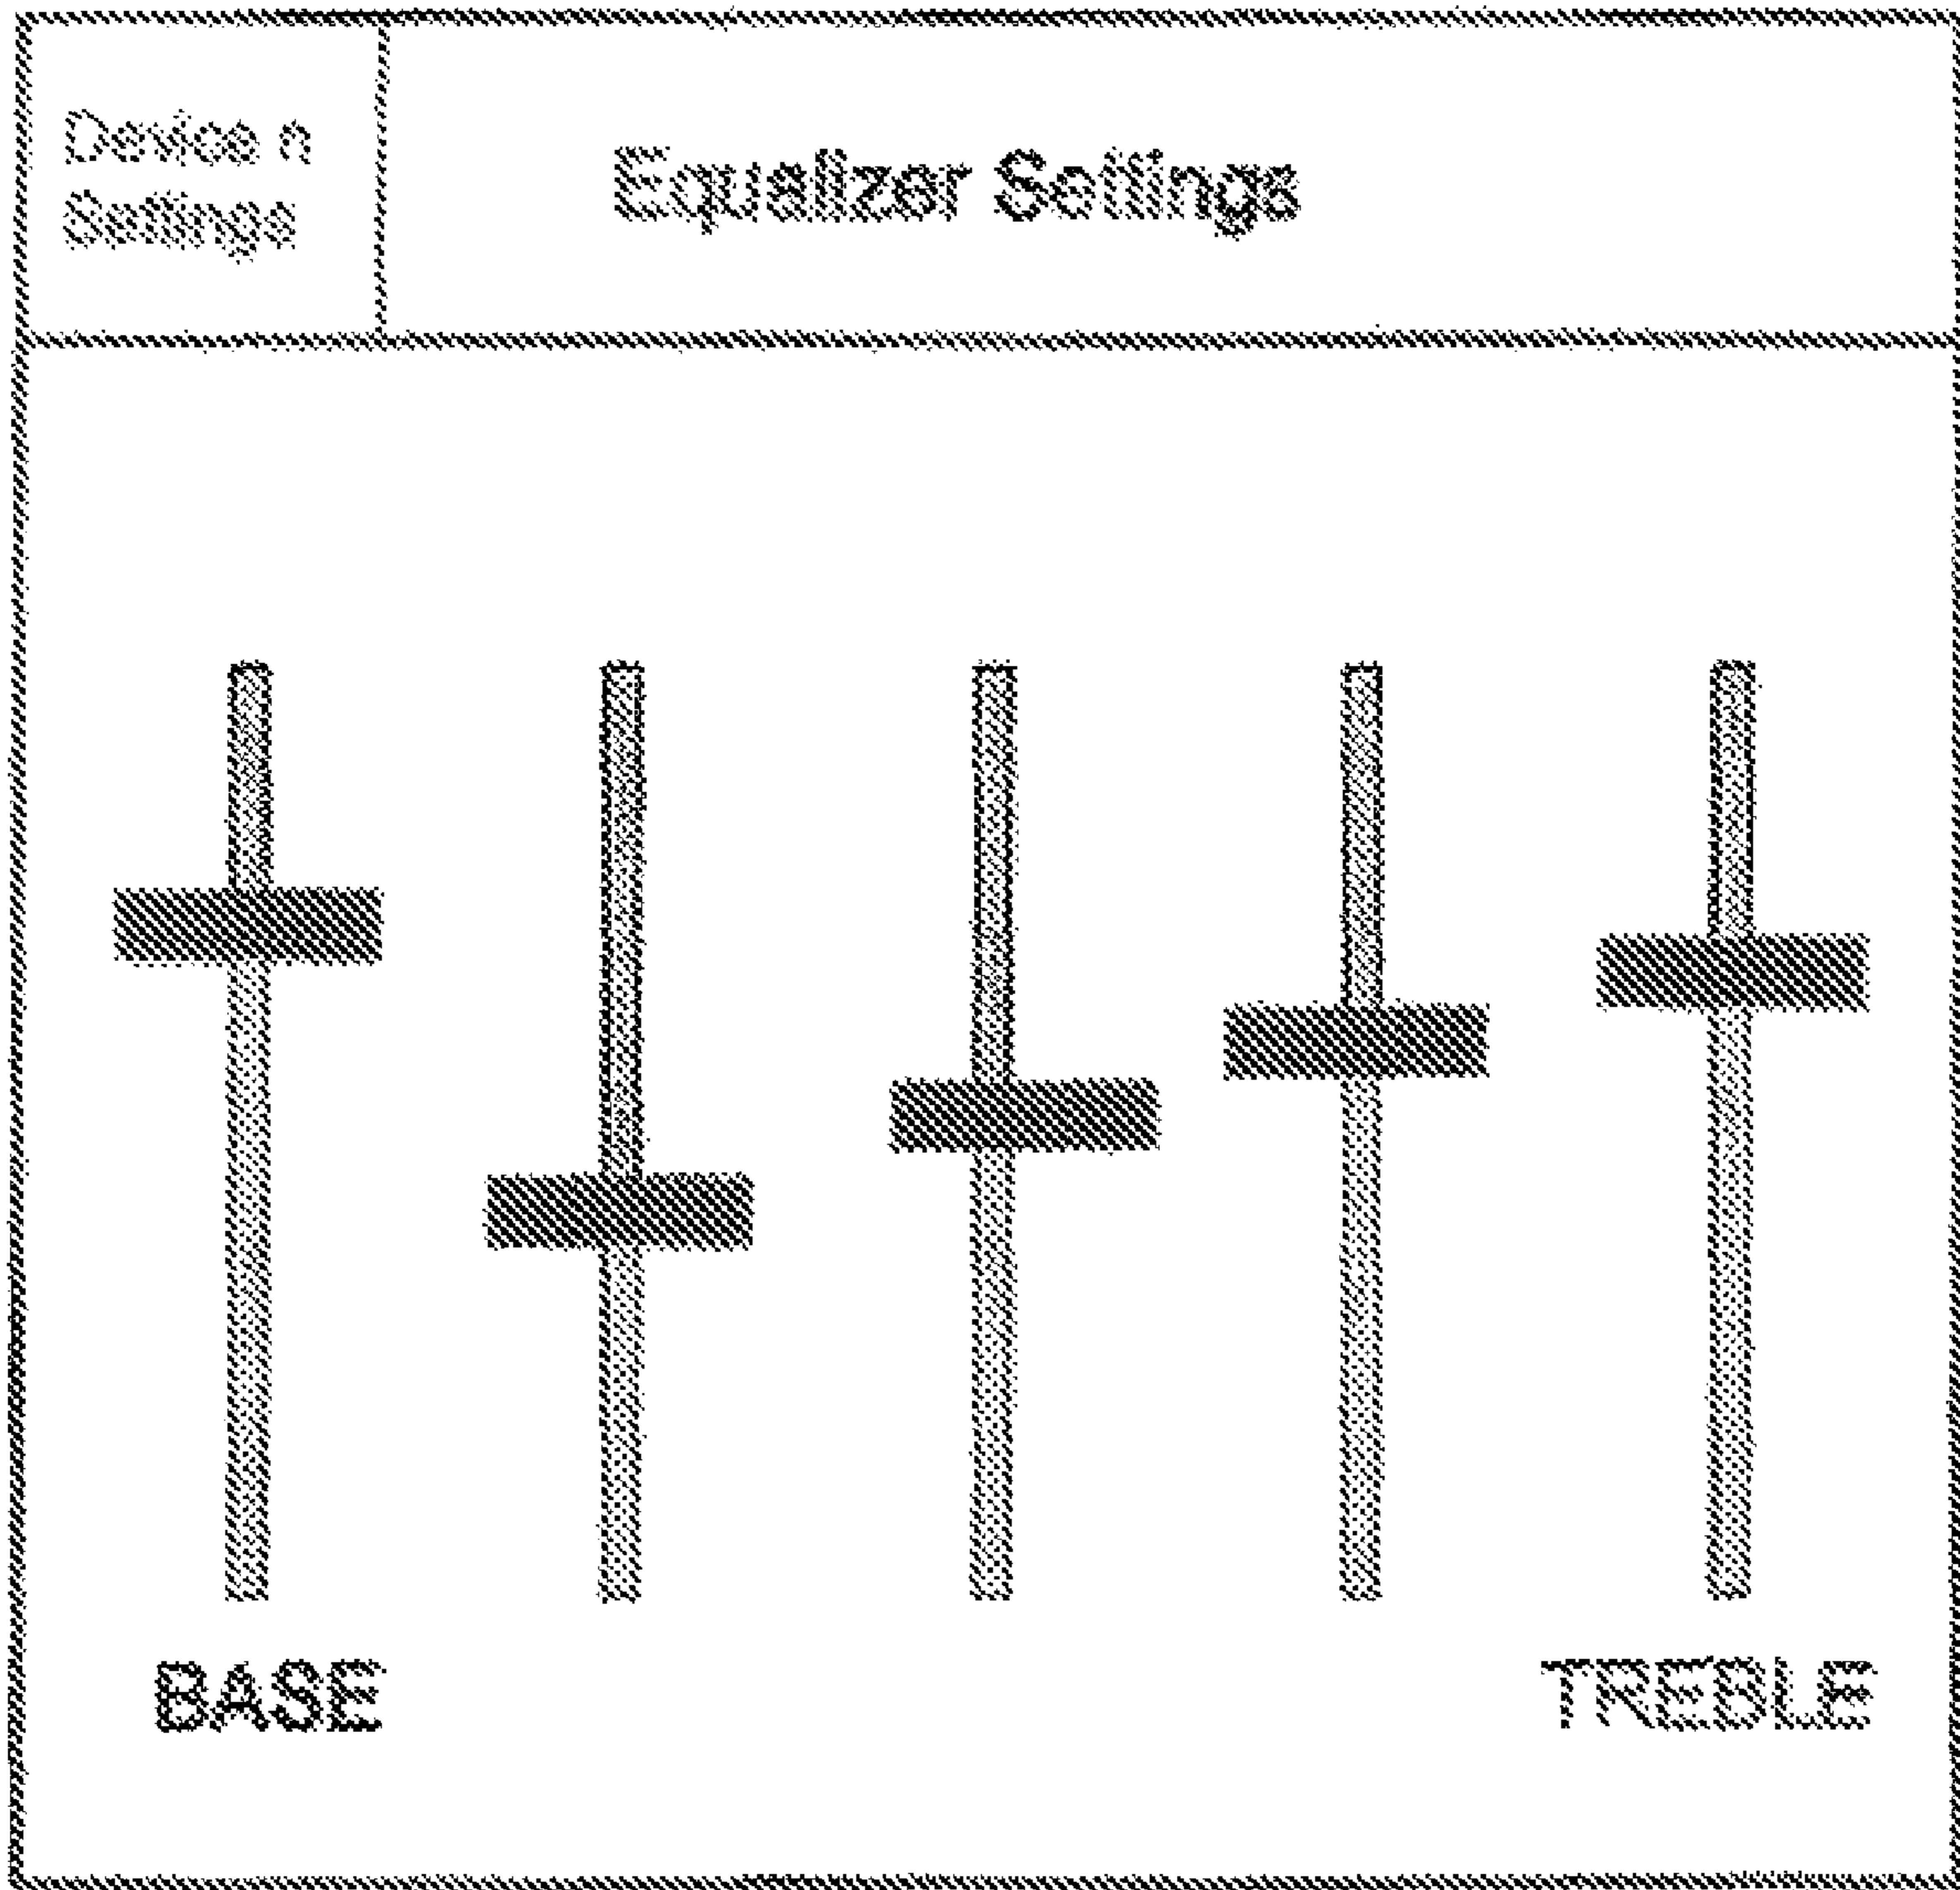 Device n
Settings
Equalizer Settings
BASE
TREBLE